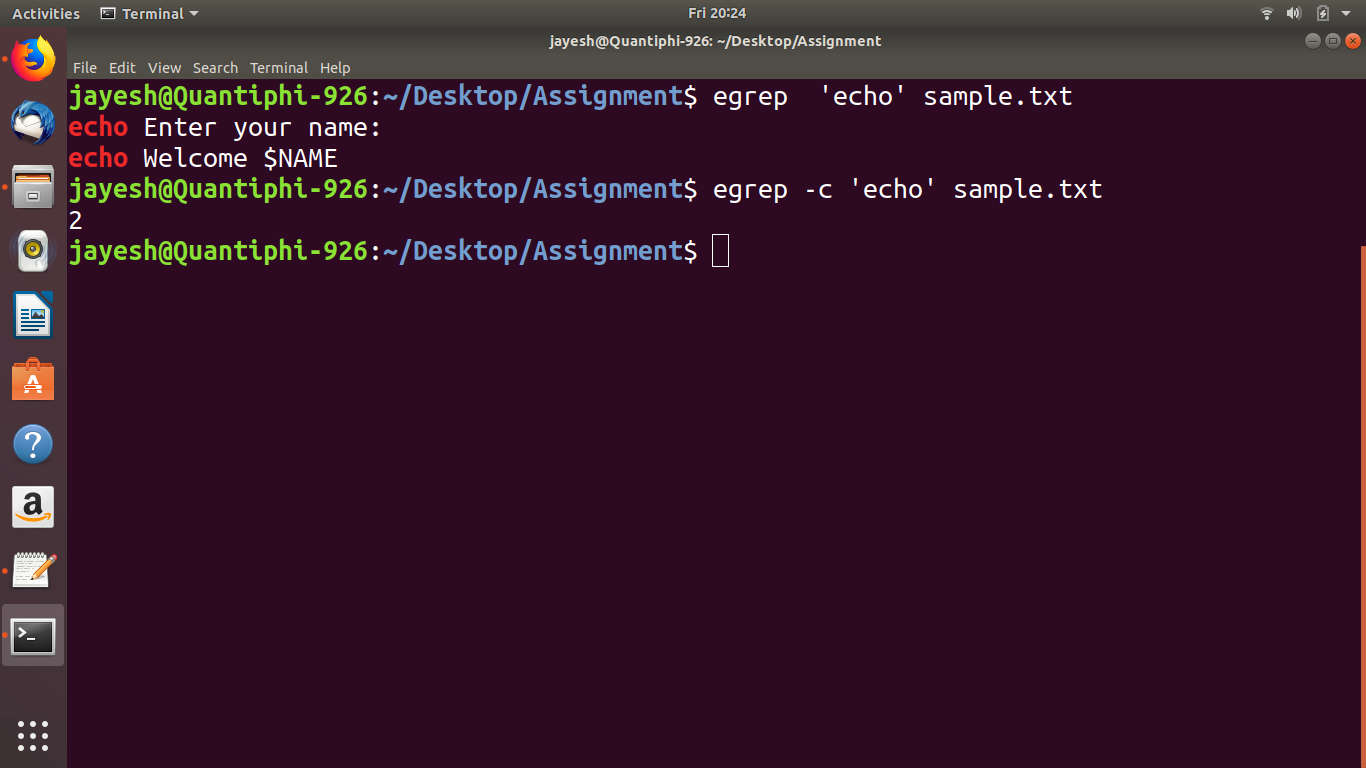 Activities Terminal Fri 20:24
jayesh@Quantiphi-926: ~/Desktop/Assignment
File Edit View Search Terminal Help
jayesh@Quantiphi-926:~/Desktop/Assignment$ egrep  'echo' sample.txt
echo Enter your name:
echo Welcome $NAME
jayesh@Quantiphi-926:~/Desktop/Assignment$ egrep -c 'echo' sample.txt
2
jayesh@Quantiphi-926:~/Desktop/Assignment$